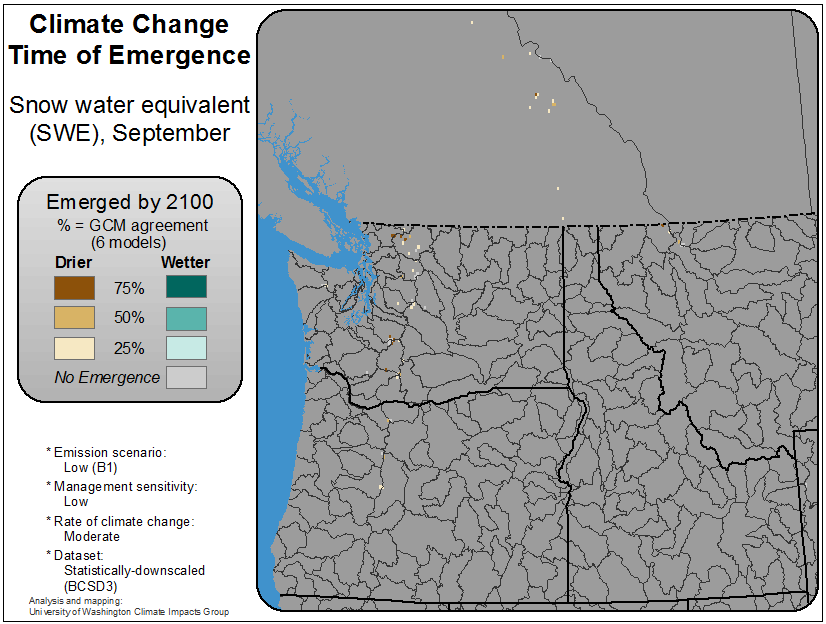 Climate Change
Time of Emergence
Snow water equivalent
(SWE), September
Emerged by 2100
% = GCM agreement
(6 models)
Drier Wetter
75%
50%
25%
No Emergence
* Emission scenario:
Low (B1)
* Management sensitivity:
Low
* Rate of climate change:
Moderate
* Dataset:
Statistically-downscaled
(BCSD3)
Analysis and mapping:
University of Washington Climate Impacts Group